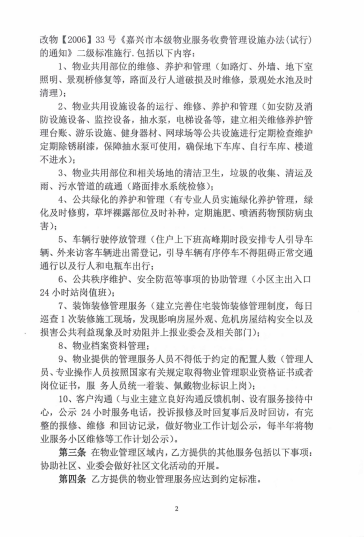 改物【2006】33号《嘉兴市本级物业服务收费管理设施办法(试行)
的通知》二级标准施行.包括以下内容:
1、物业共用部位的维修、养护和管理(如路灯、外墙、地下室
照明、景观桥修复等,路面及行人道破损及时维修,景观处水池及时
清理);
2、物业共用设施设备的运行、维修、养护和管理(如安防及消
防设施设备、监控设备,抽水泵,电梯设备等,建立相关维修养护管
理台账、游乐设施、健身器材、网球场等公共设施进行定期检查维护
定期除锈刷漆,保障抽水泵可使用,确保地下车库、自行车库、楼道
不进水);
3、物业共用部位和相关场地的清洁卫生,垃圾的收集、清运及
雨、污水管道的疏通(路面排水系统检修);
4、公共绿化的养护和管理(有专业人员实施绿化养护管理,绿
化及时修剪,草坪裸露部位及时补种,定期施肥、喷洒药物预防病虫
害);
5、车辆行驶停放管理(住户上下班高峰期时段安排专人引导车
辆、外来访客车辆进出需登记,引导车辆有序停车不得阻碍正常交通
通行以及行人和电瓶车出行;
6、公共秩序维护、安全防范等事项的协助管理(小区主出入口
24小时站岗值班);
7、装饰装修管理服务(建立完善住宅装饰装修管理制度,每日
巡查1次装修施工现场,发现影响房屋外观、危机房屋结构安全以及
损害公共利益现象及时劝阻并上报业委会及相关部门);
8、物业档案资料管理;
9、物业提供的管理服务人员不得低于约定的配置人数(管理人
员、专业操作人员按照国家有关规定取得物业管理职业资格证书或者
岗位证书,服 务人员统一着装、佩戴物业标识上岗);
10、客户沟通(与业主建立良好沟通反馈机制、设有服务接待中
心,公示 24小时服务电话,投诉报修及时回复事后及时回访,有完
整的报修、维修 和回访记录,做好物业工作计划公示,每半年将物
业服务小区维修等工作计划公示)。
第三条 在物业管理区域内,乙方提供的其他服务包括以下事项:
协助社区、业委会做好社区文化活动的开展。
第四条 乙方提供的物业管理服务应达到约定标准。
2